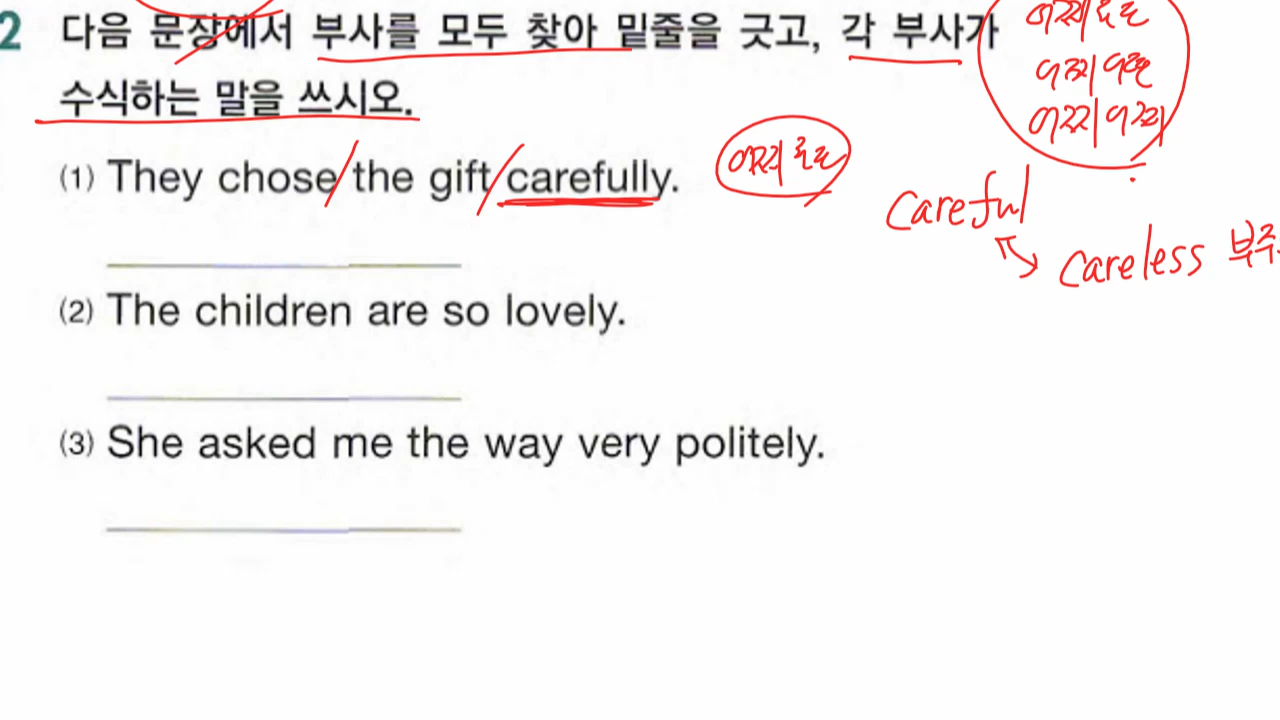 2 다음 문장에서 부사를 모두 찾아 밑줄을 긋고, 각 부사가
수식하는 말을 쓰시오.
(1) They chose / the gift / carefully.
careful
careless 부주
(2) The children are so lovely.
(3) She asked me the way very politely.